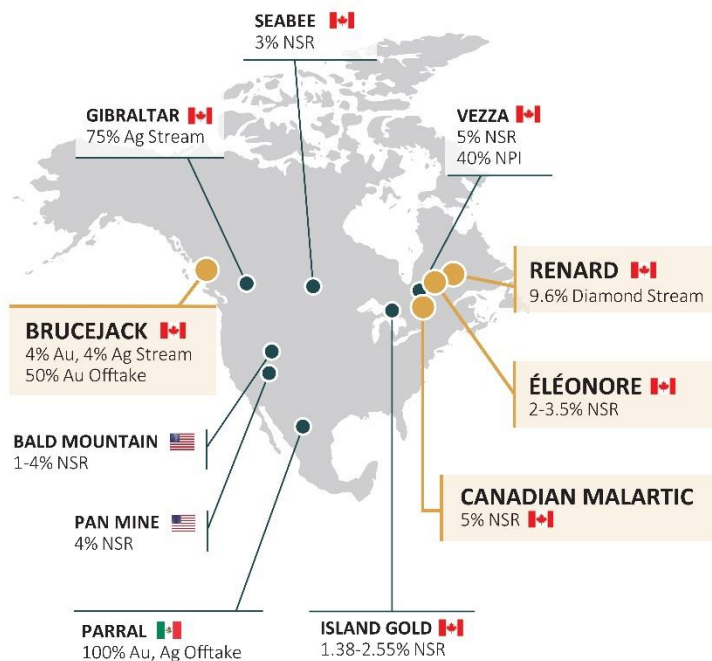 SEABEE
3% NSR
GIBRALTAR
75% Ag Stream
VEZZA
5% NSR
40% NPI
RENARD
9.6% Diamond Stream
BRUCEJACK
4% Au, 4% Ag Stream
50% Au Offtake
ÉLÉONORE
2-3.5% NSR
BALD MOUNTAIN
1-4% NSR
CANADIAN MALARTIC
5% NSR
PAN MINE
4% NSR
PARRAL
100% Au, Ag Offtake
ISLAND GOLD
1.38-2.55% NSR